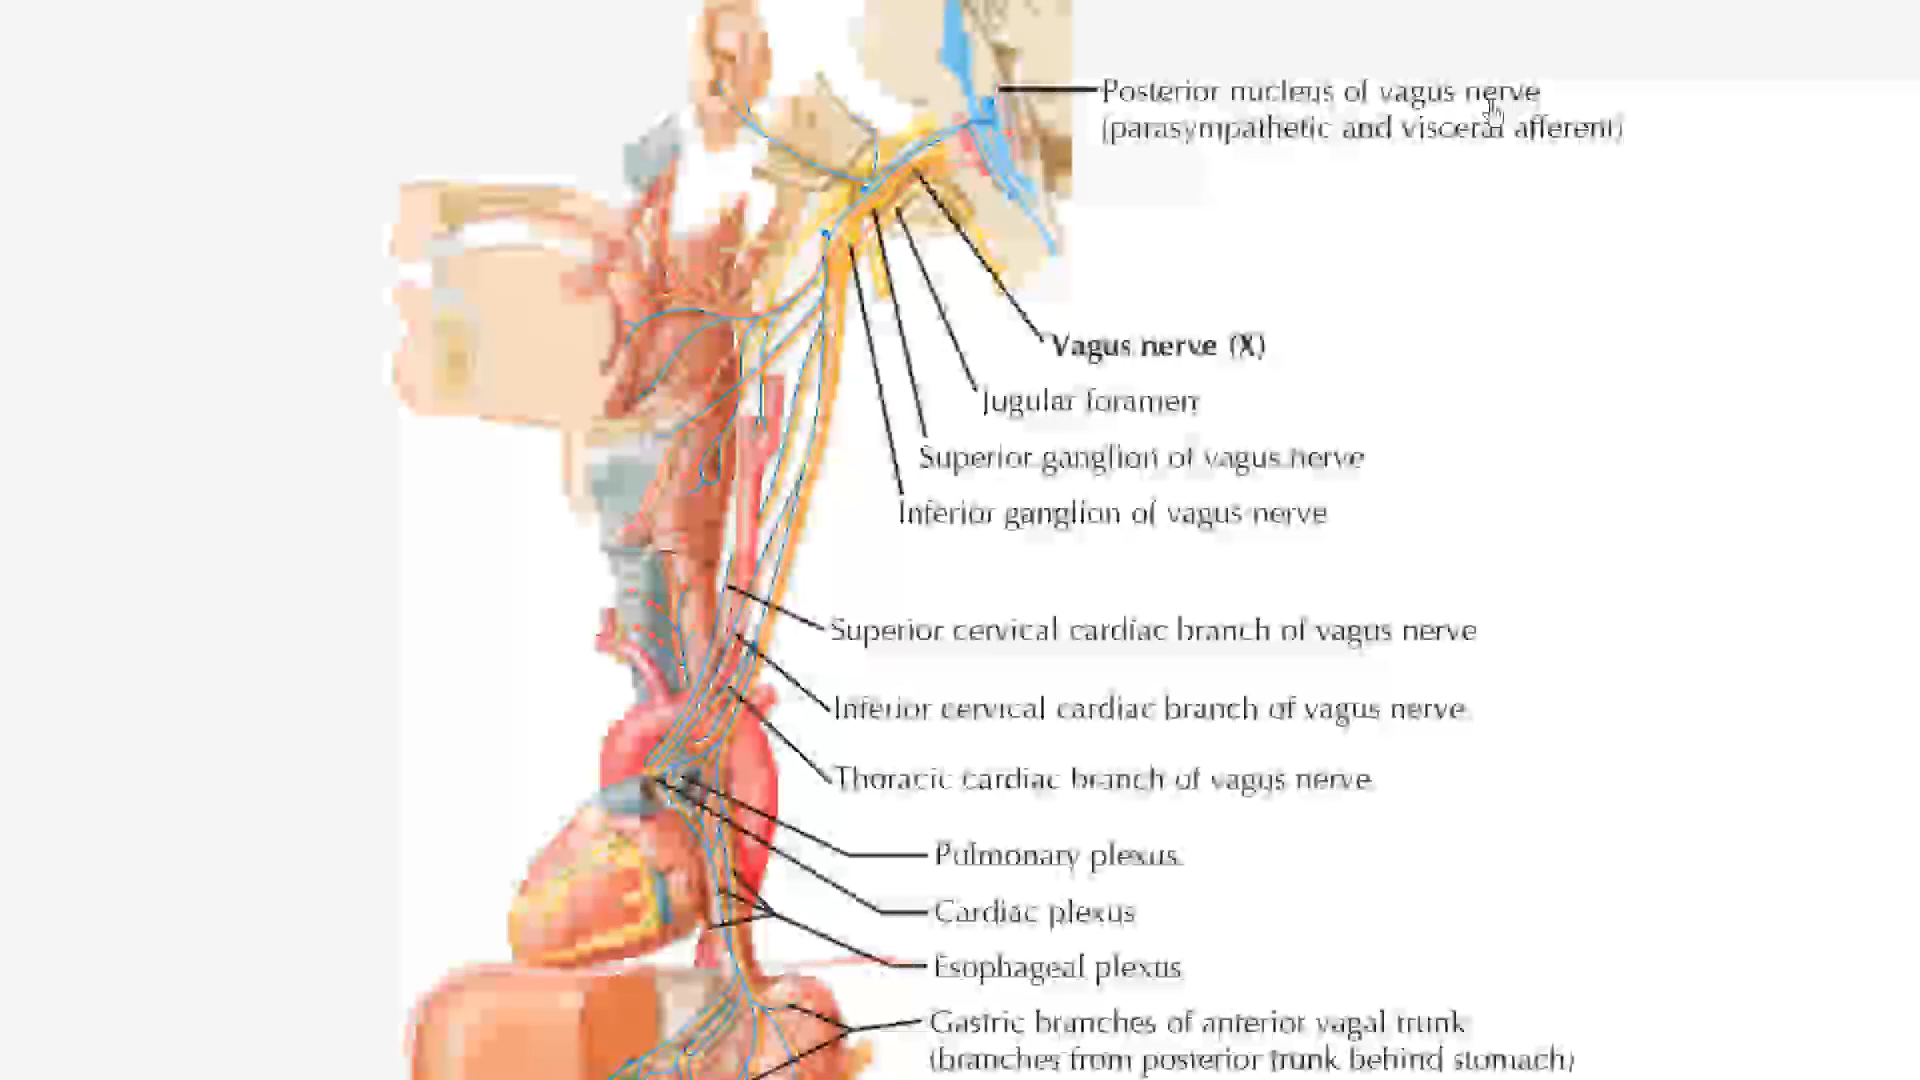 Posterior nucleus of vagus nerve
(parasympathetic and visceral afferent)
Vagus nerve (X)
Jugular foramen
Superior ganglion of vagus nerve
Inferior ganglion of vagus nerve
Superior cervical cardiac branch of vagus nerve
Inferior cervical cardiac branch of vagus nerve
Thoracic cardiac branch of vagus nerve
Pulmonary plexus
Cardiac plexus
Esophageal plexus
Gastric branches of anterior vagal trunk
(branches from posterior trunk behind stomach)